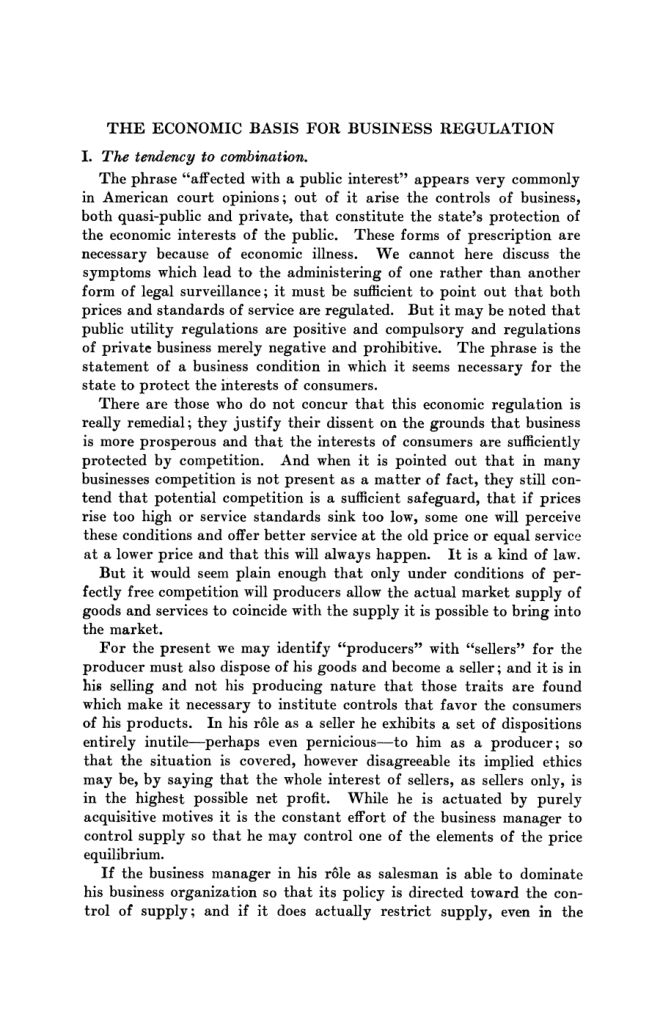 THE ECONOMIC BASIS FOR BUSINESS REGULATION
I. The tendency to combination.
The phrase “affected with a public interest” appears very commonly
in American court opinions; out of it arise the controls of business,
both quasi-public and private, that constitute the state’s protection of
the economic interests of the public. These forms of prescription are
necessary because of economic illness. We cannot here discuss the
symptoms which lead to the administering of one rather than another
form of legal surveillance; it must be sufficient to point out that both
prices and standards of service are regulated. But it may be noted that
public utility regulations are positive and compulsory and regulations
of private business merely negative and prohibitive. The phrase is the
statement of a business condition in which it seems necessary for the
state to protect the interests of consumers.
There are those who do not concur that this economic regulation is
really remedial; they justify their dissent on the grounds that business
is more prosperous and that the interests of consumers are sufficiently
protected by competition. And when it is pointed out that in many
businesses competition is not present as a matter of fact, they still con-
tend that potential competition is a sufficient safeguard, that if prices
rise too high or service standards sink too low, some one will perceive
these conditions and offer better service at the old price or equal service
at a lower price and that this will always happen. It is a kind of law.
But it would seem plain enough that only under conditions of per-
fectly free competition will producers allow the actual market supply of
goods and services to coincide with the supply it is possible to bring into
the market.
For the present we may identify “producers” with “sellers” for the
producer must also dispose of his goods and become a seller; and it is in
his selling and not his producing nature that those traits are found
which make it necessary to institute controls that favor the consumers
of his products. In his rôle as a seller he exhibits a set of dispositions
entirely inutile—perhaps even pernicious—to him as a producer; so
that the situation is covered, however disagreeable its implied ethics
may be, by saying that the whole interest of sellers, as sellers only, is
in the highest possible net profit. While he is actuated by purely
acquisitive motives it is the constant effort of the business manager to
control supply so that he may control one of the elements of the price
equilibrium.
If the business manager in his rôle as salesman is able to dominate
his business organization so that its policy is directed toward the con-
trol of supply; and if it does actually restrict supply, even in the